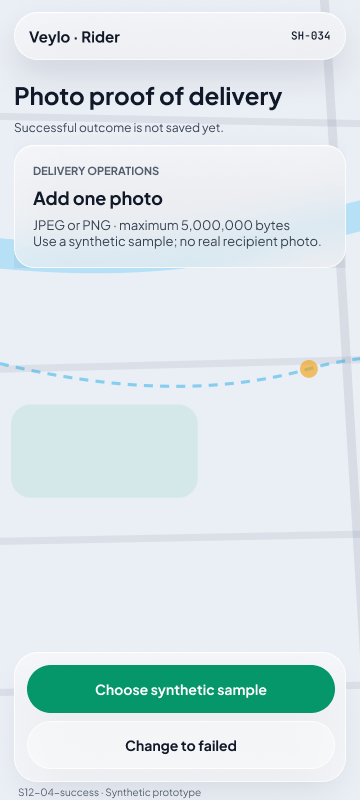 Veylo · Rider
SH-034
Photo proof of delivery
Successful outcome is not saved yet.
DELIVERY OPERATIONS
Add one photo
JPEG or PNG · maximum 5,000,000 bytes
Use a synthetic sample; no real recipient photo.
Choose synthetic sample
Change to failed
S12-04-success · Synthetic prototype